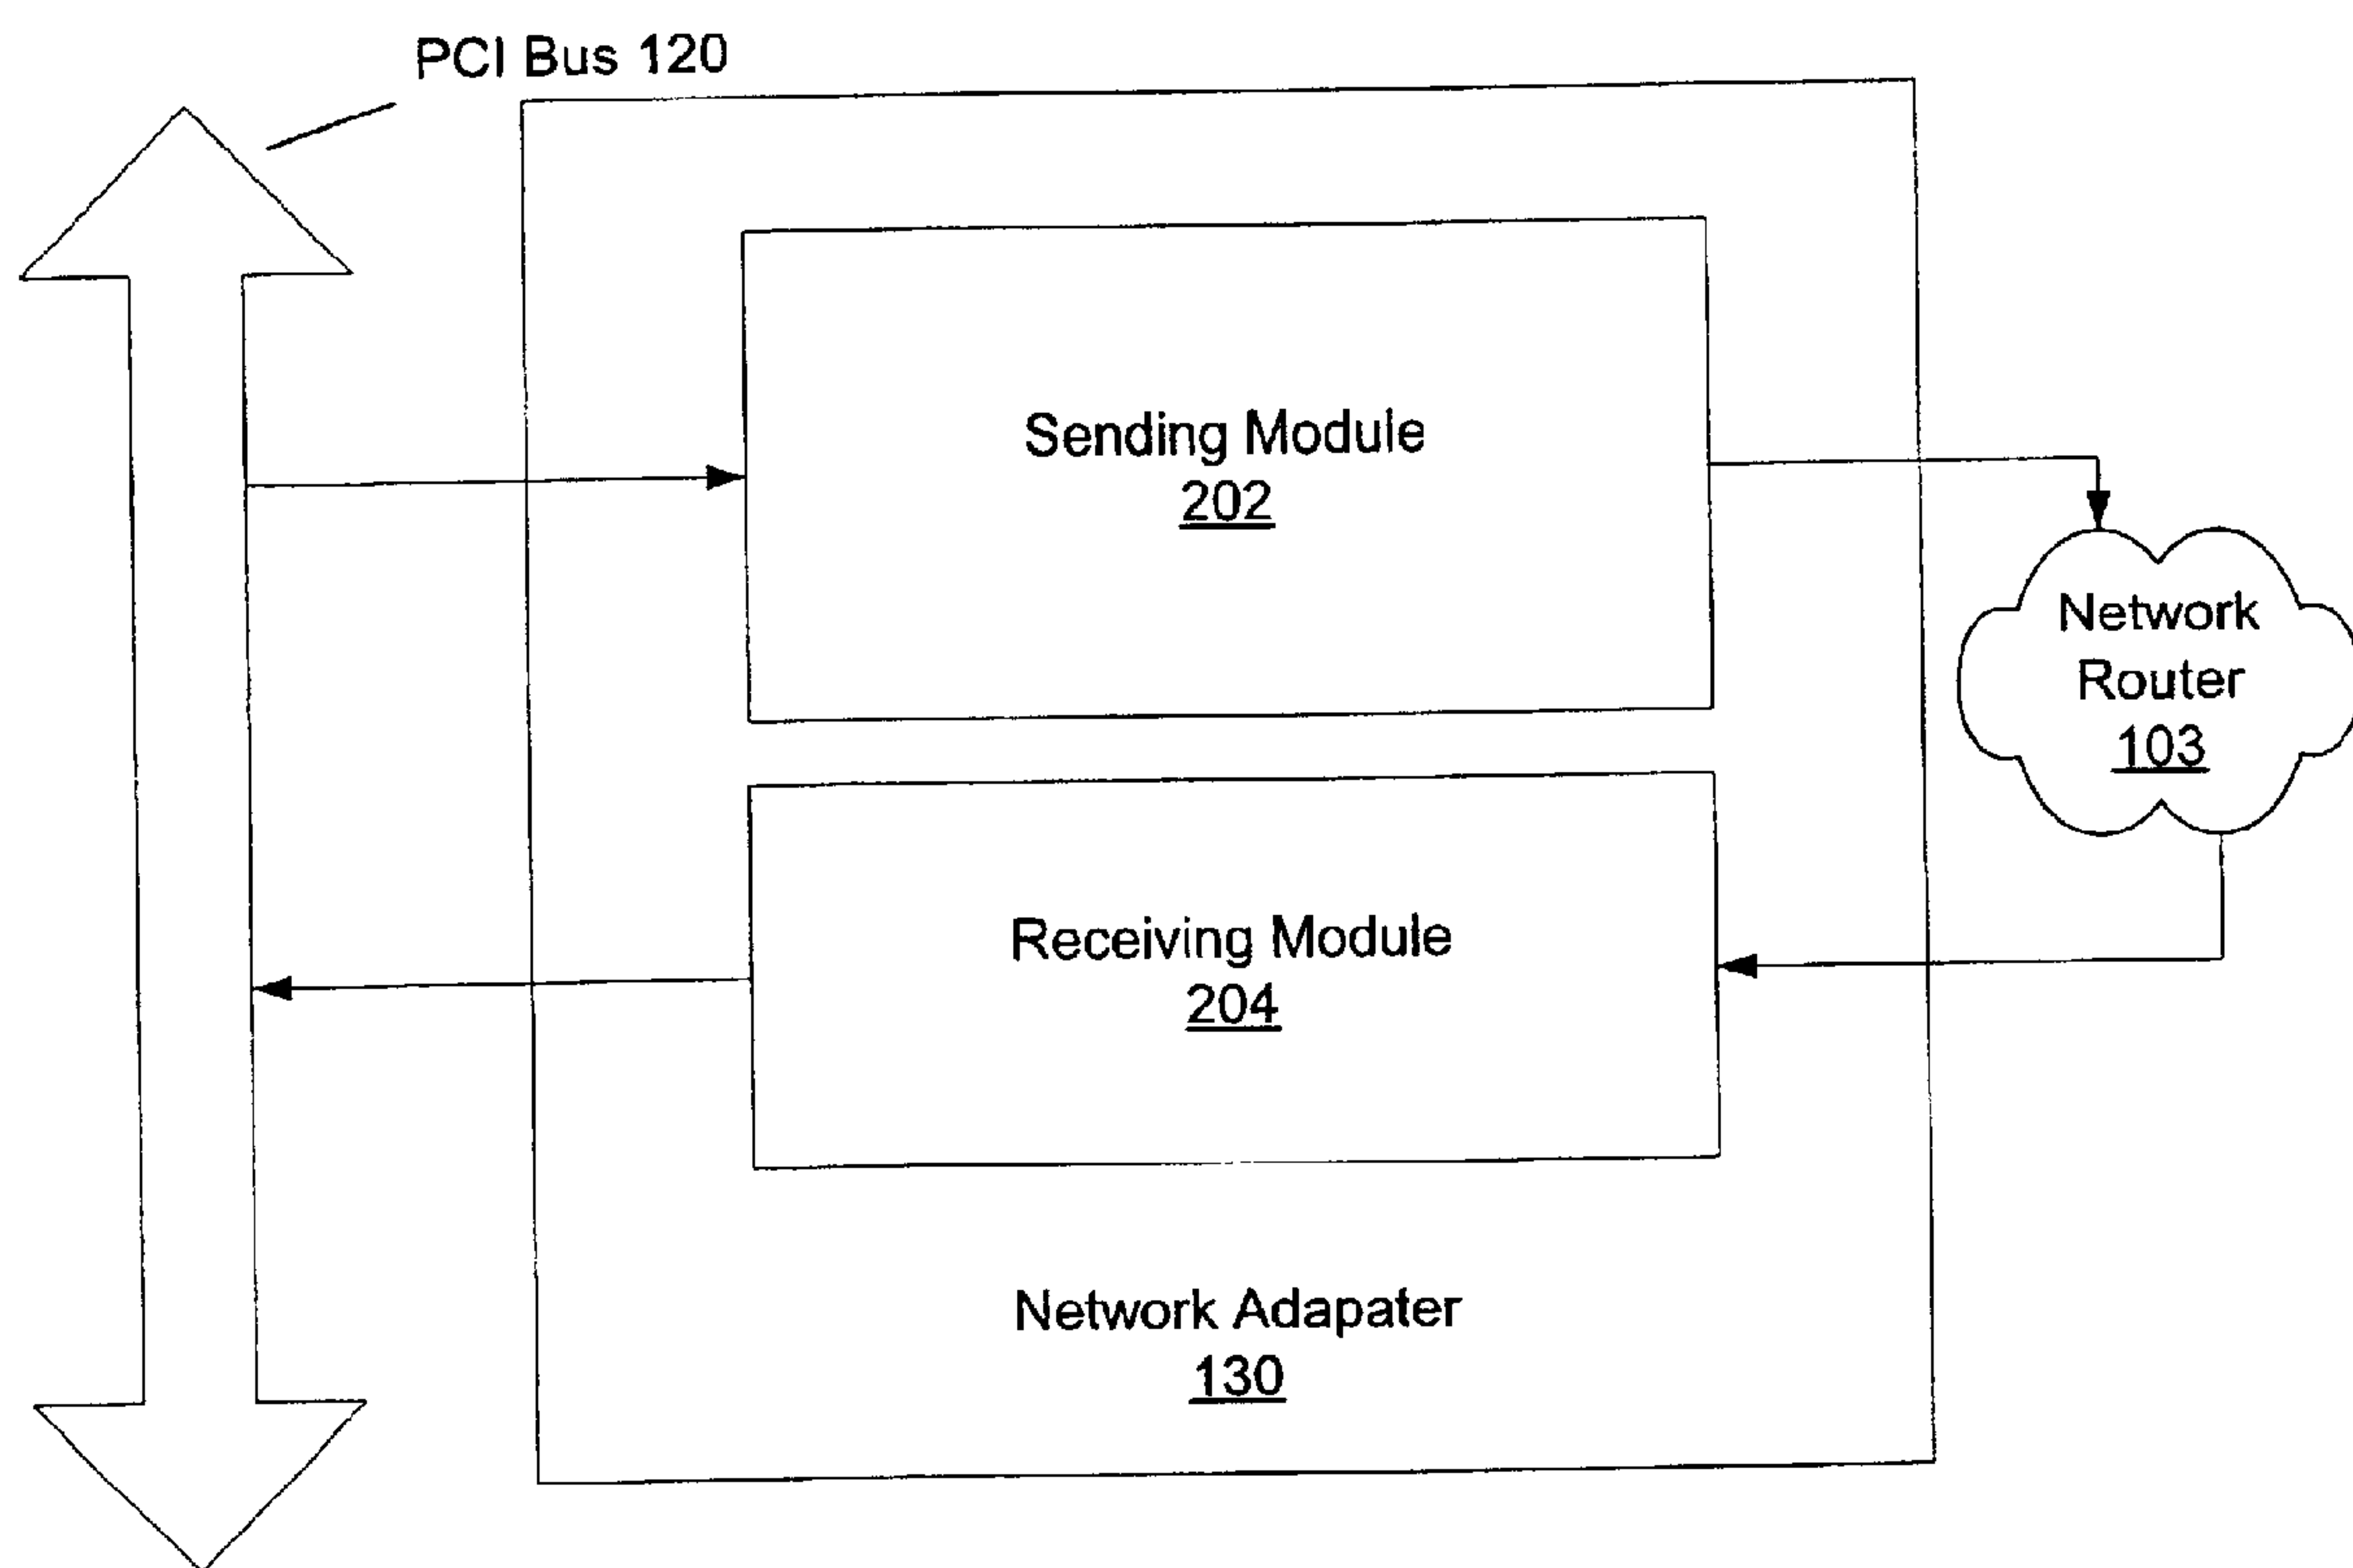 PCI Bus 120
Sending Module
202
Network
Router
103
Receiving Module
204
Network Adapater
130